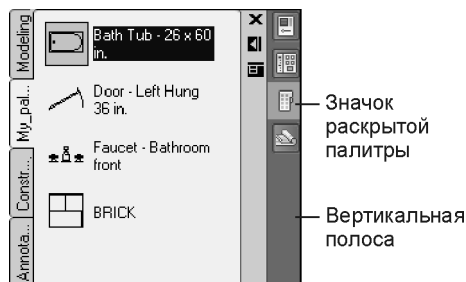 Modeling
My_pal...
Constr...
Annota...
Bath Tub - 26 x 60
in.
Door - Left Hung
36 in.
Faucet - Bathroom
front
BRICK
Значок
раскрытой
палитры
Вертикальная
полоса